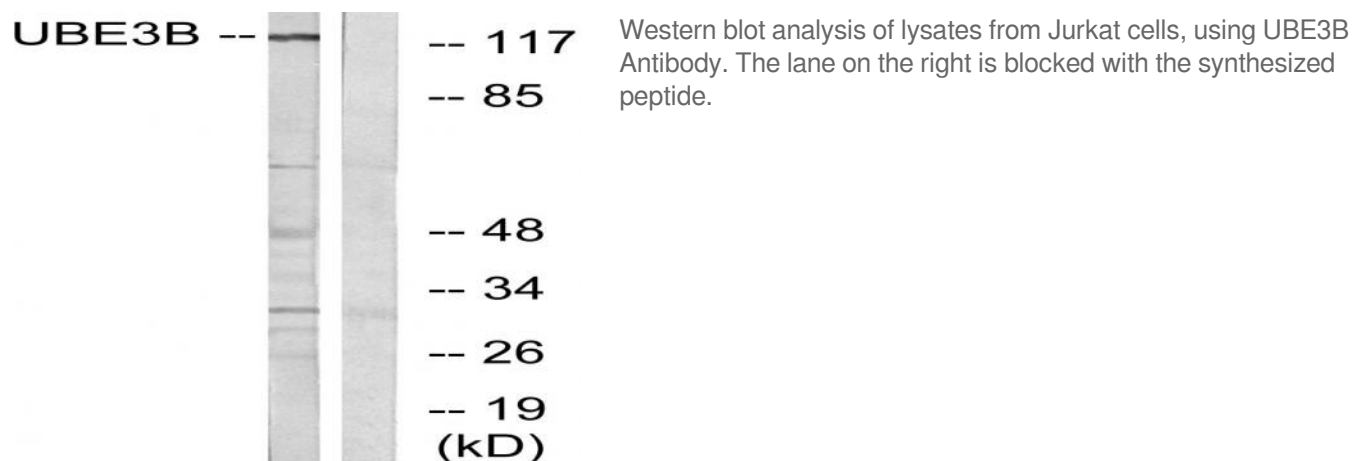 UBE3B --
-- 117
-- 85
-- 48
-- 34
-- 26
-- 19
(kD)
Western blot analysis of lysates from Jurkat cells, using UBE3B
Antibody. The lane on the right is blocked with the synthesized
peptide.